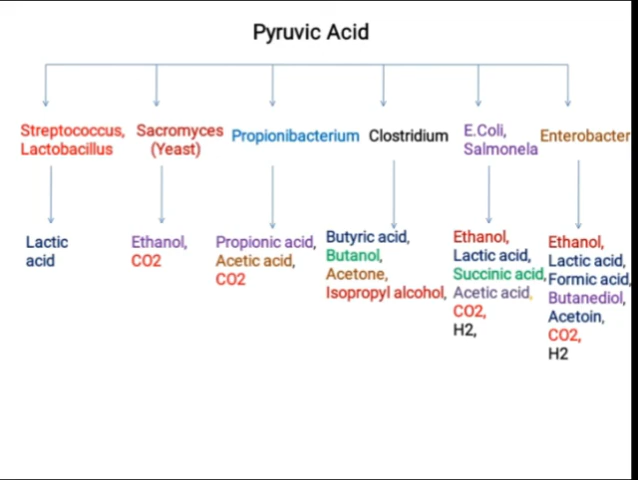 Pyruvic Acid
Streptococcus,
Lactobacillus
Sacromyces
(Yeast)
Propionibacterium
Clostridium
E.Coli,
Salmonela
Enterobacter
Lactic
acid
Ethanol,
CO2
Propionic acid,
Acetic acid,
CO2
Butyric acid,
Butanol,
Acetone,
Isopropyl alcohol,
Ethanol,
Lactic acid,
Succinic acid,
Acetic acid,
CO2,
H2,
Ethanol,
Lactic acid,
Formic acid,
Butanediol,
Acetoin,
CO2,
H2